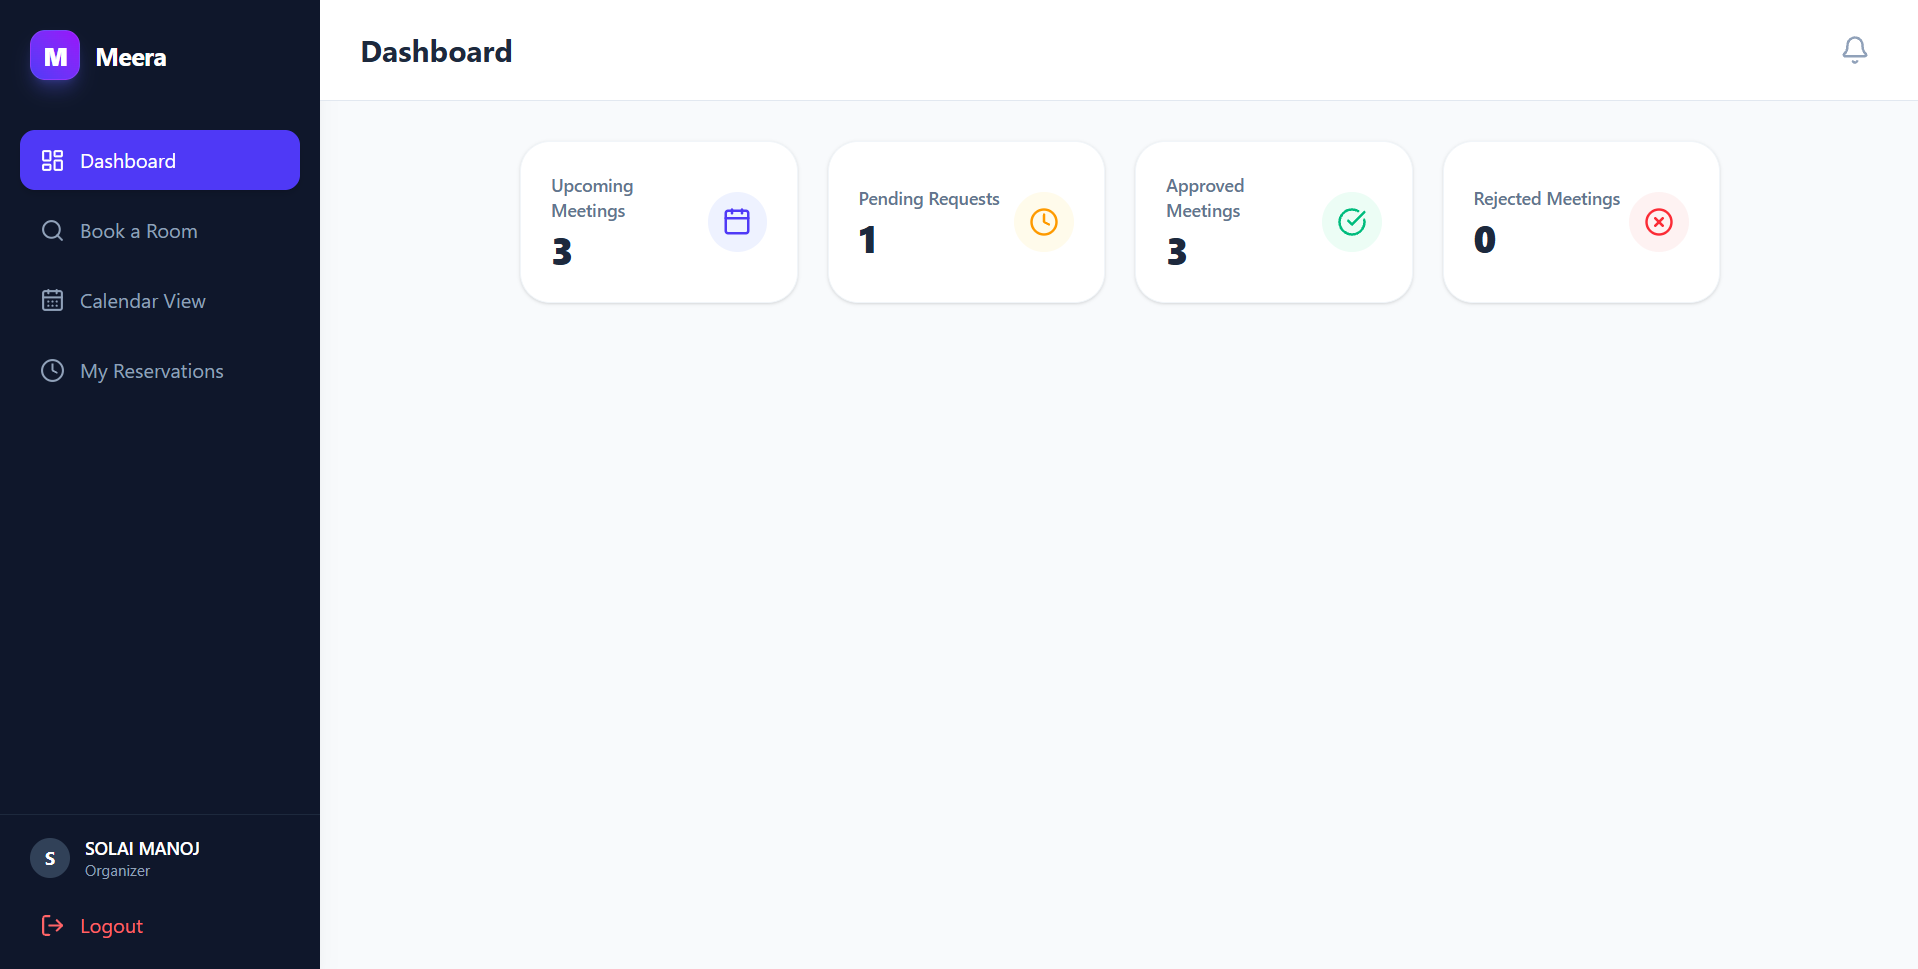 M
Meera
Dashboard
Book a Room
Calendar View
My Reservations
S
SOLAI MANOJ
Organizer
Logout
Dashboard
Upcoming
Meetings
3
Pending Requests
1
Approved
Meetings
3
Rejected Meetings
0